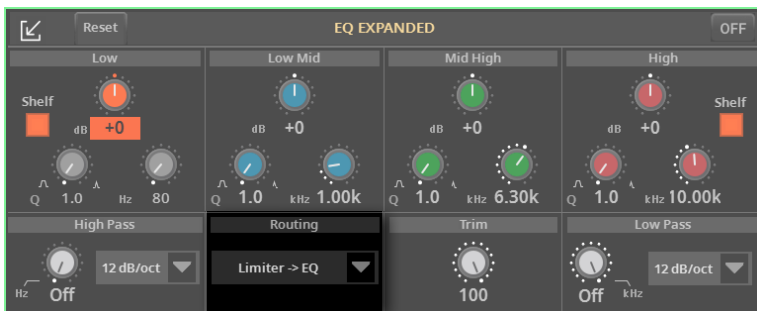 Reset EQ EXPANDED OFF
Low Low Mid Mid High High
Shelf Shelf
dB +0 dB +0 dB +0 dB +0
Q 1.0 Hz 80 Q 1.0 kHz 1.00k Q 1.0 kHz 6.30k Q 1.0 kHz 10.00k
High Pass Routing Trim Low Pass
12 dB/oct Limiter -> EQ 12 dB/oct
Hz Off 100 Off kHz